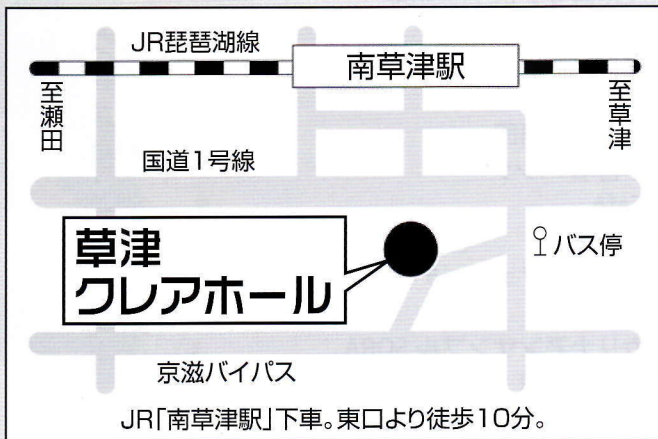 JR琵琶湖線
南草津駅
至瀬田
至草津
国道1号線
草津
クレアホール
バス停
京滋バイパス
JR「南草津駅」下車。東口より徒歩10分。